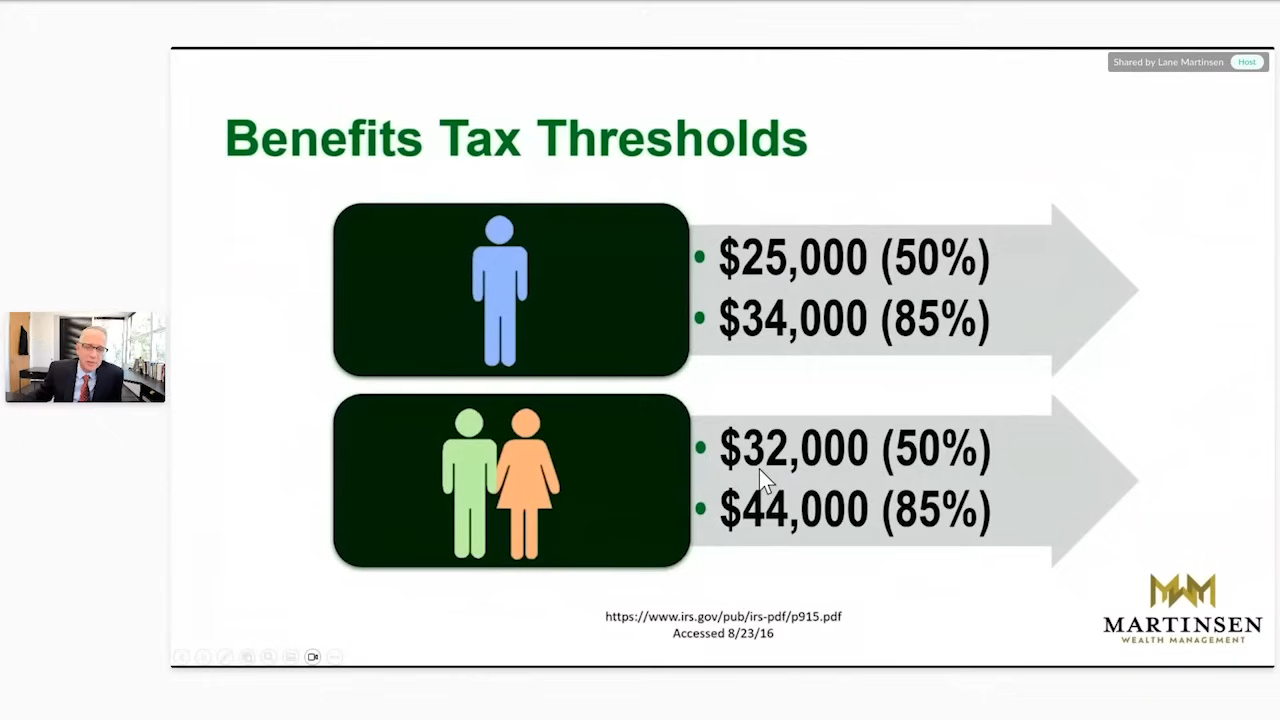 Shared by Lane Martinsen Host
Benefits Tax Thresholds
• $25,000 (50%)
• $34,000 (85%)
• $32,000 (50%)
• $44,000 (85%)
https://www.irs.gov/pub/irs-pdf/p915.pdf
Accessed 8/23/16
MWM
MARTINSEN
WEALTH MANAGEMENT